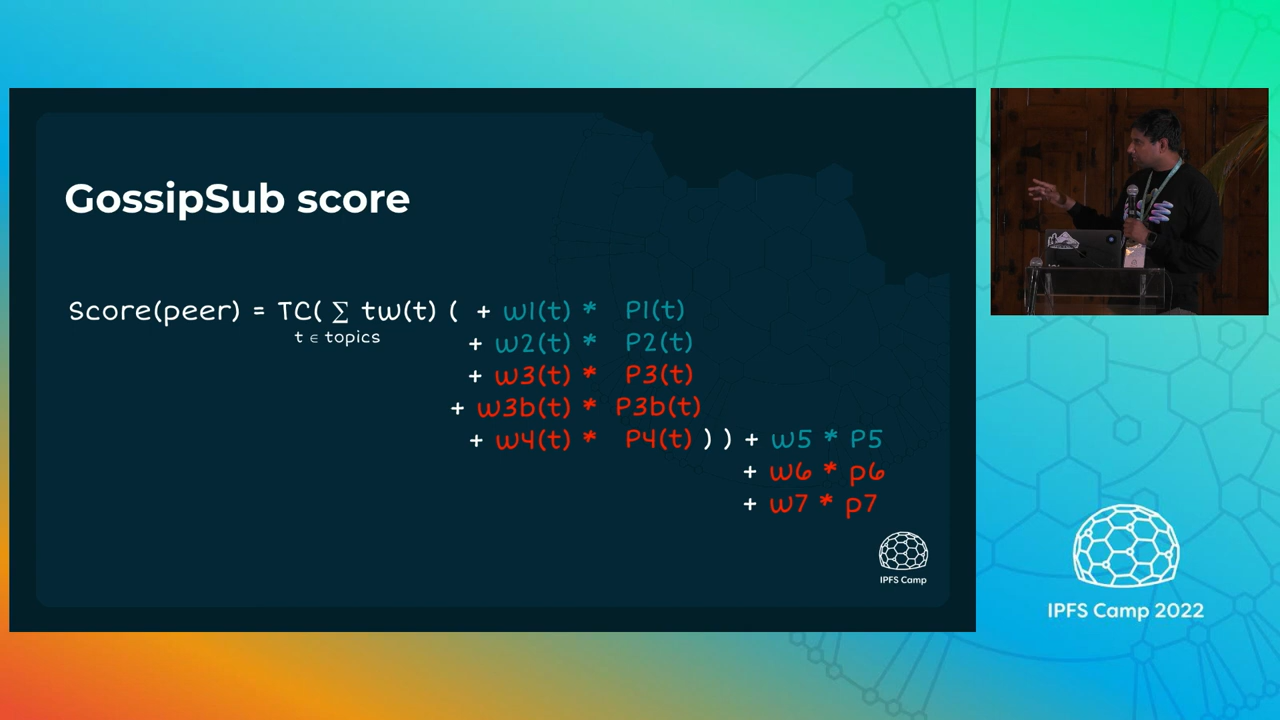 GossipSub score
Score(peer) = TC( ∑ tw(t) ( + w1(t) * P1(t)
t ∈ topics
+ w2(t) * P2(t)
+ w3(t) * P3(t)
+ w3b(t) * P3b(t)
+ w4(t) * P4(t) ) ) + w5 * P5
+ w6 * p6
+ w7 * p7
IPFS Camp
IPFS Camp 2022